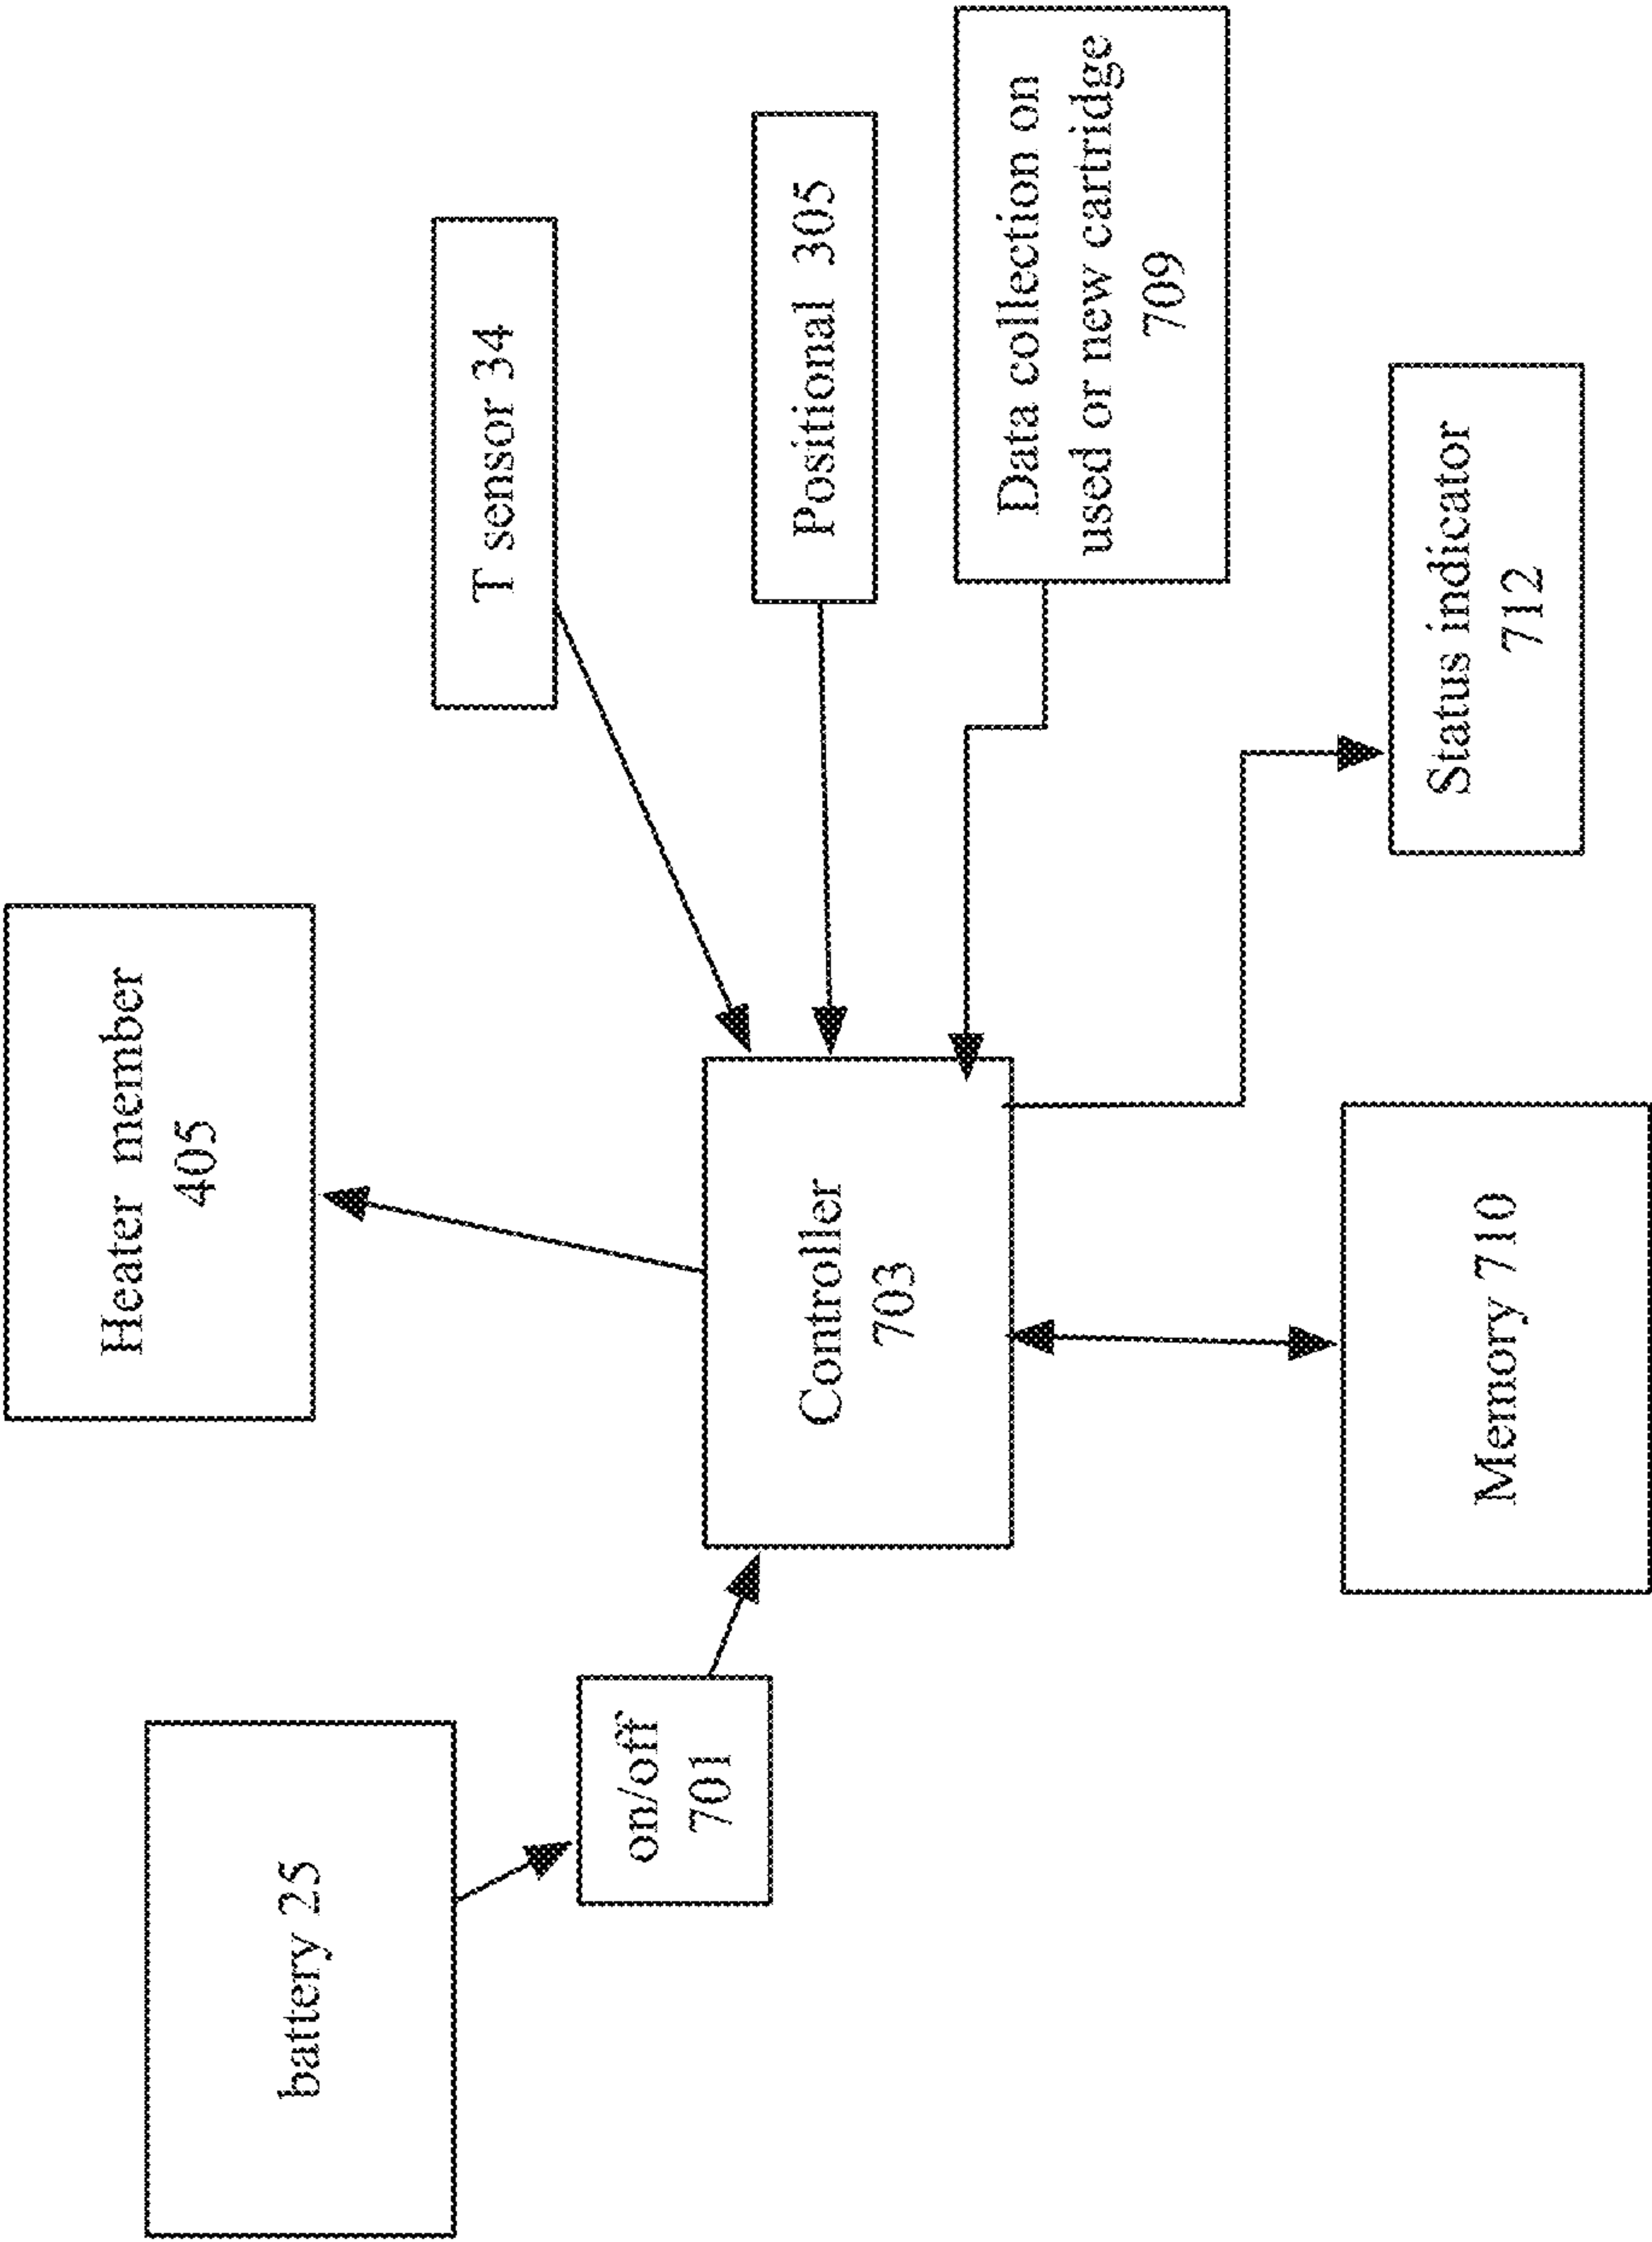 Heater member
405
battery 25
T sensor 34
on/off
701
Controller
703
Positional 305
Data collection on
used or new cartridge
709
Memory 710
Status indicator
712